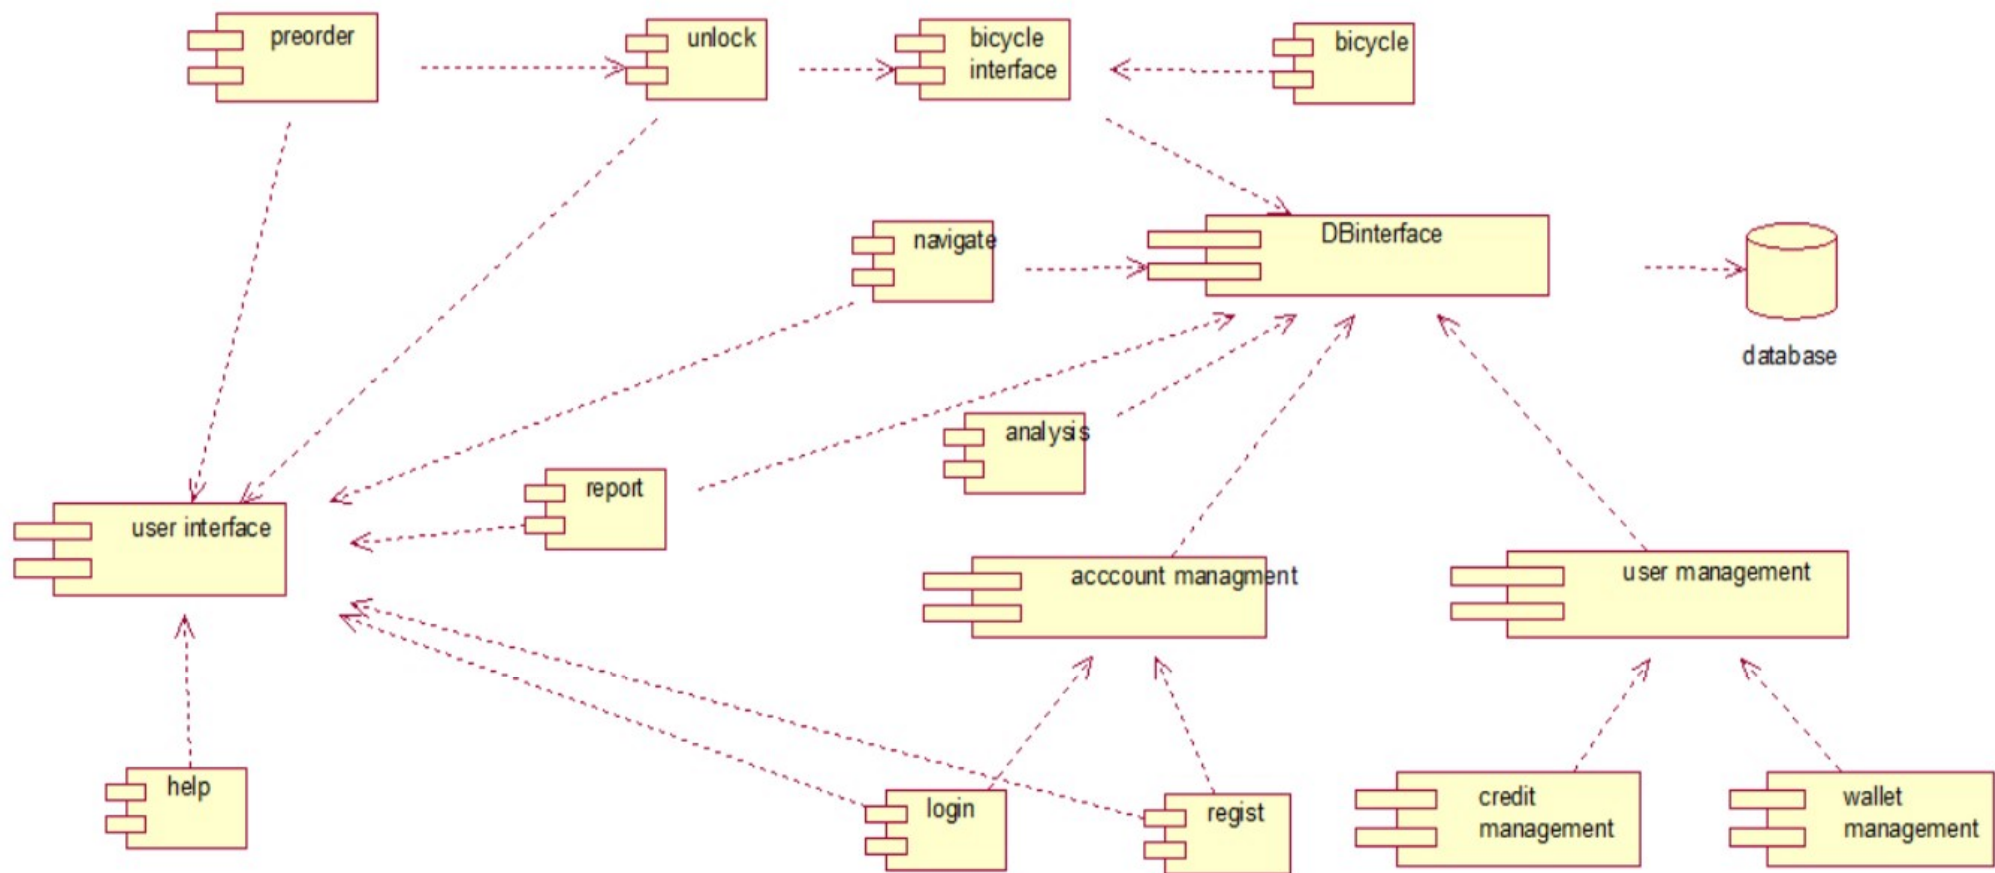 preorder
unlock
bicycle
interface
bicycle
navigate
DBinterface
database
analysis
report
user interface
acccount managment
user management
help
login
regist
credit
management
wallet
management